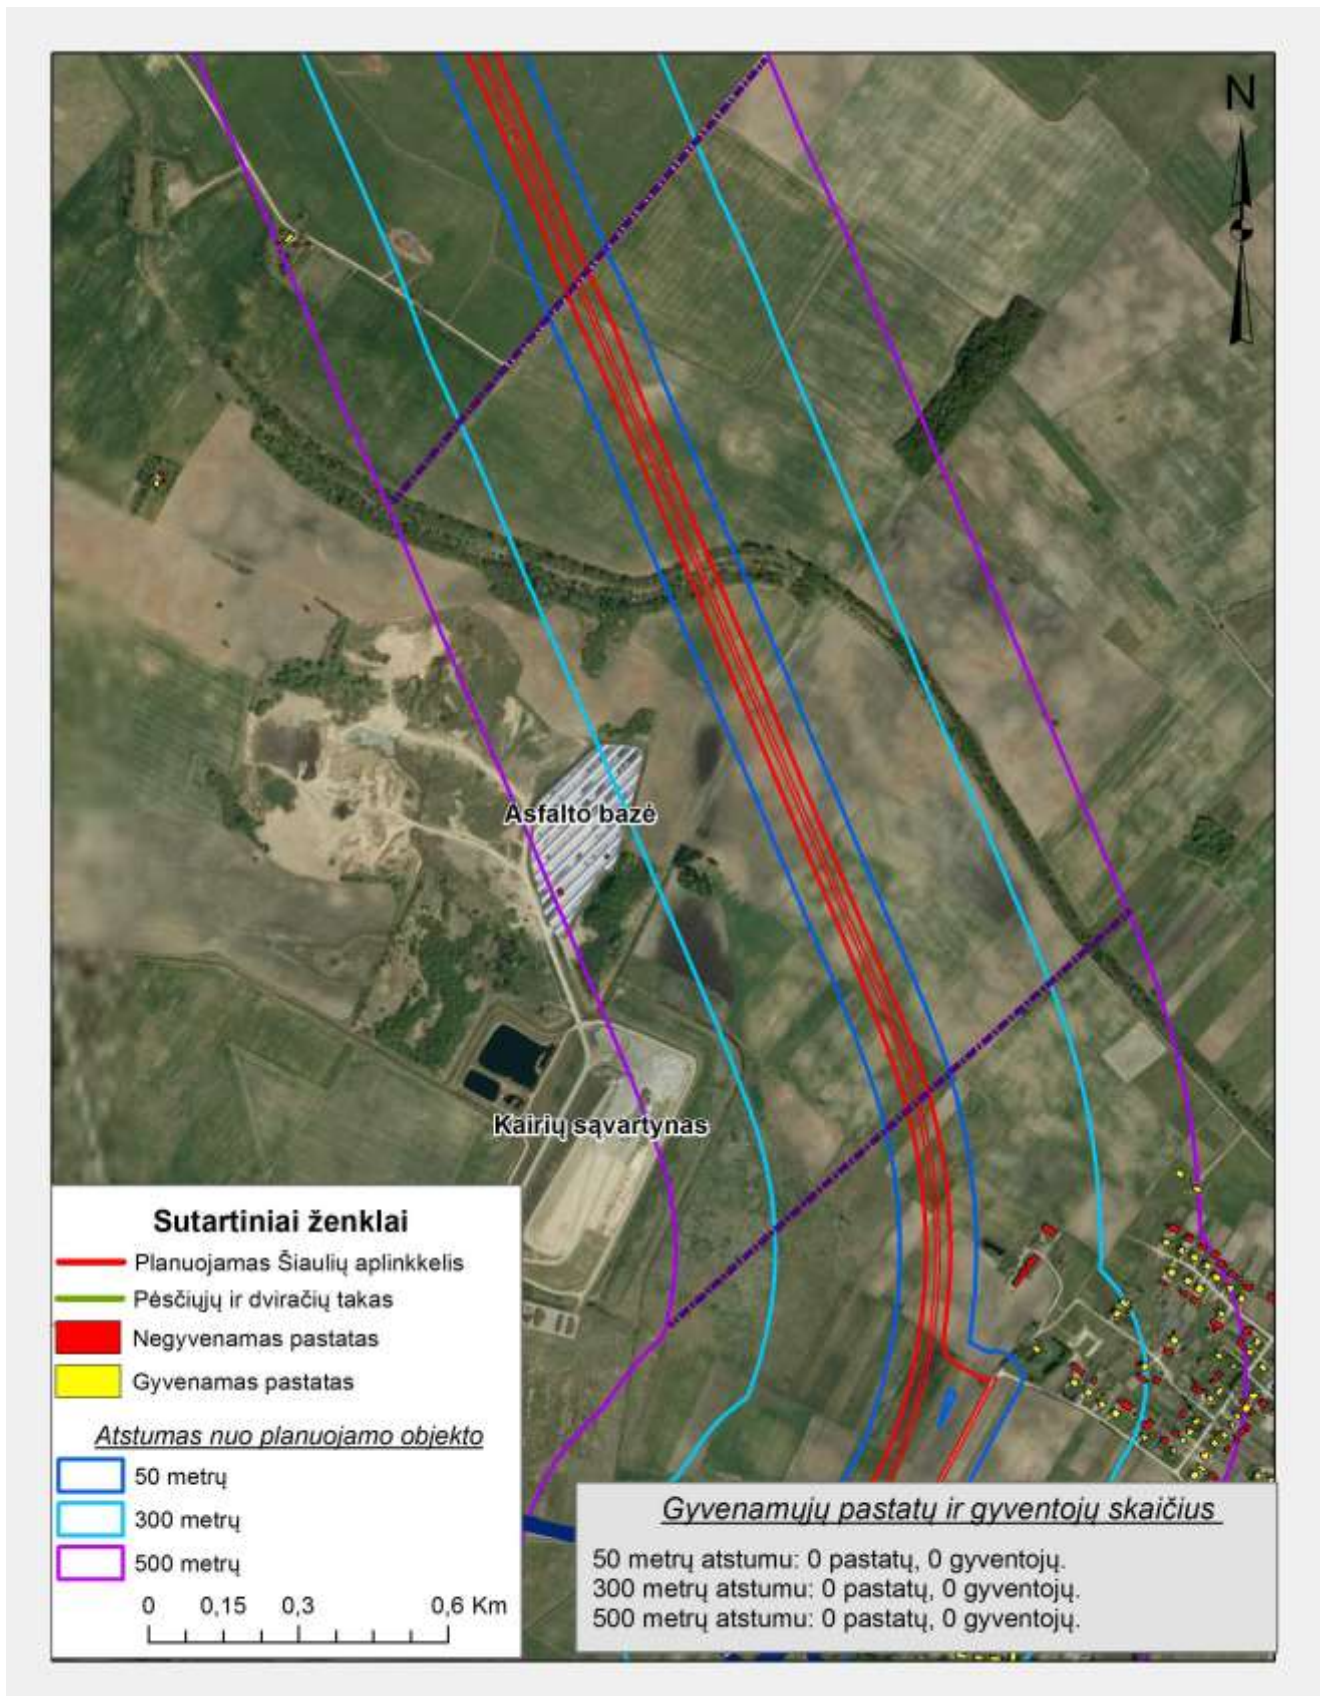 N
Asfalto bazė
Kairių sąvartynas
Sutartiniai ženklai
Planuojamas Šiaulių aplinkkelis
Pėsčiųjų ir dviračių takas
Negyvenamas pastatas
Gyvenamas pastatas
Atstumas nuo planuojamo objekto
50 metrų
300 metrų
500 metrų
0 0,15 0,3 0,6 Km
Gyvenamųjų pastatų ir gyventojų skaičius
50 metrų atstumu: 0 pastatų, 0 gyventojų.
300 metrų atstumu: 0 pastatų, 0 gyventojų.
500 metrų atstumu: 0 pastatų, 0 gyventojų.